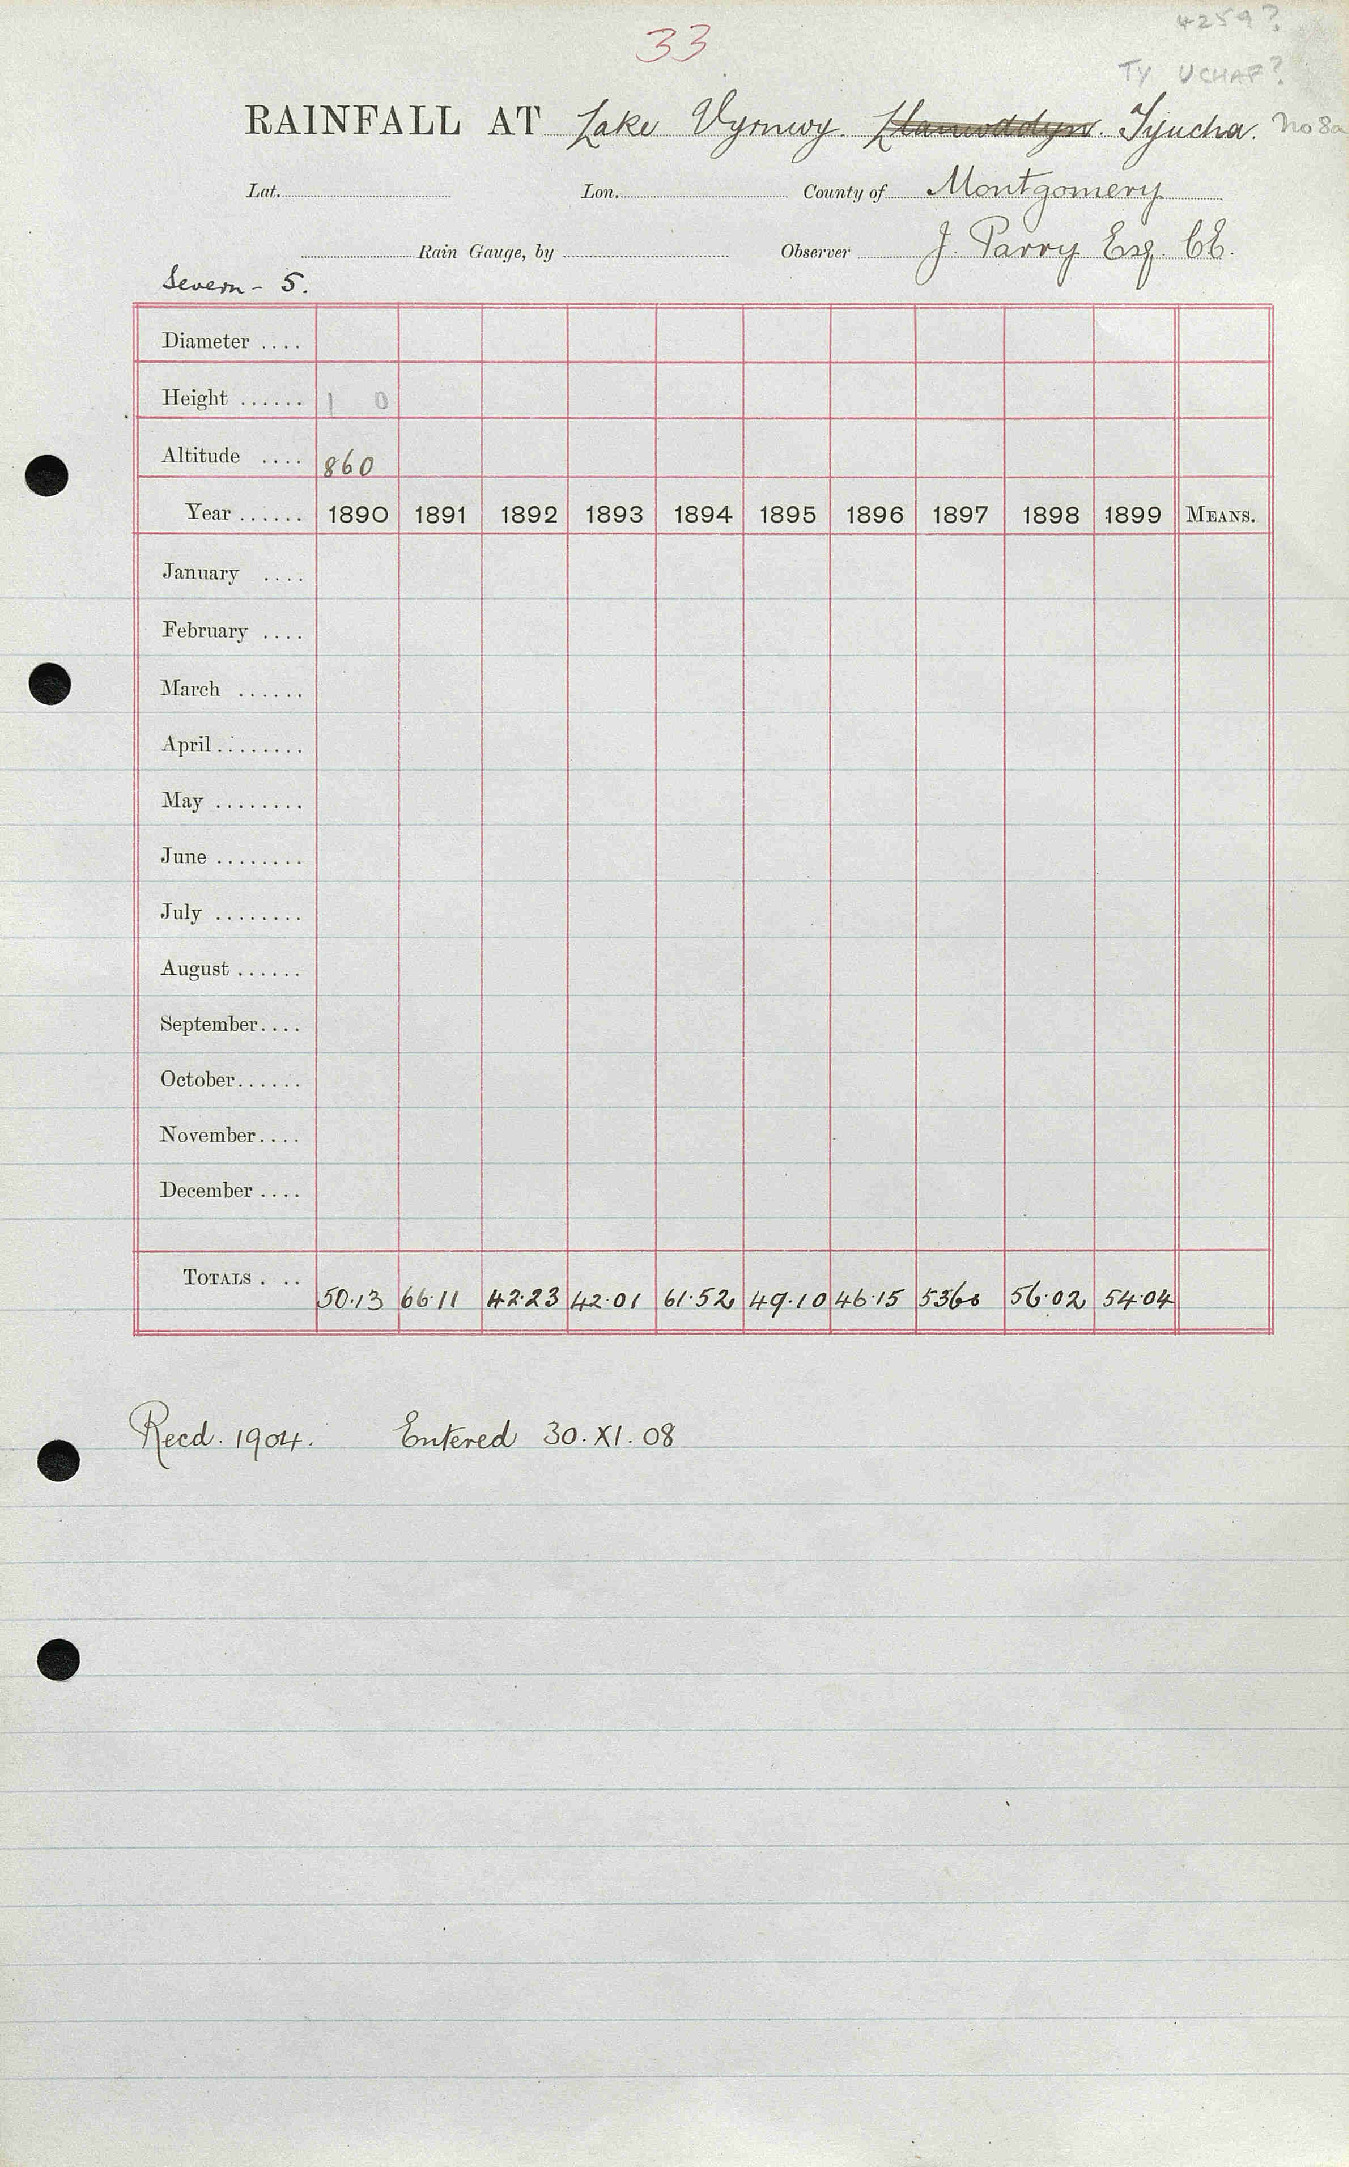 4259?
33
TY UCHAF?
RAINFALL AT Lake Vyrnwy. Llanwddyn. Tyucha. No 8a
Lat. Lon. County of Montgomery
Rain Gauge, by Observer J. Parry Esq. CE.
Severn - 5.
Diameter ....
Height ...... 1 0
Altitude .... 860
Year ...... 1890 1891 1892 1893 1894 1895 1896 1897 1898 1899 MEANS.
January ....
February ....
March ......
April ........
May ........
June ........
July ........
August ......
September ....
October ......
November ....
December ....
TOTALS . .. 50.13 66.11 42.23 42.01 61.52 49.10 46.15 5360 56.02 54.04
Recd. 1904. Entered 30.XI.08